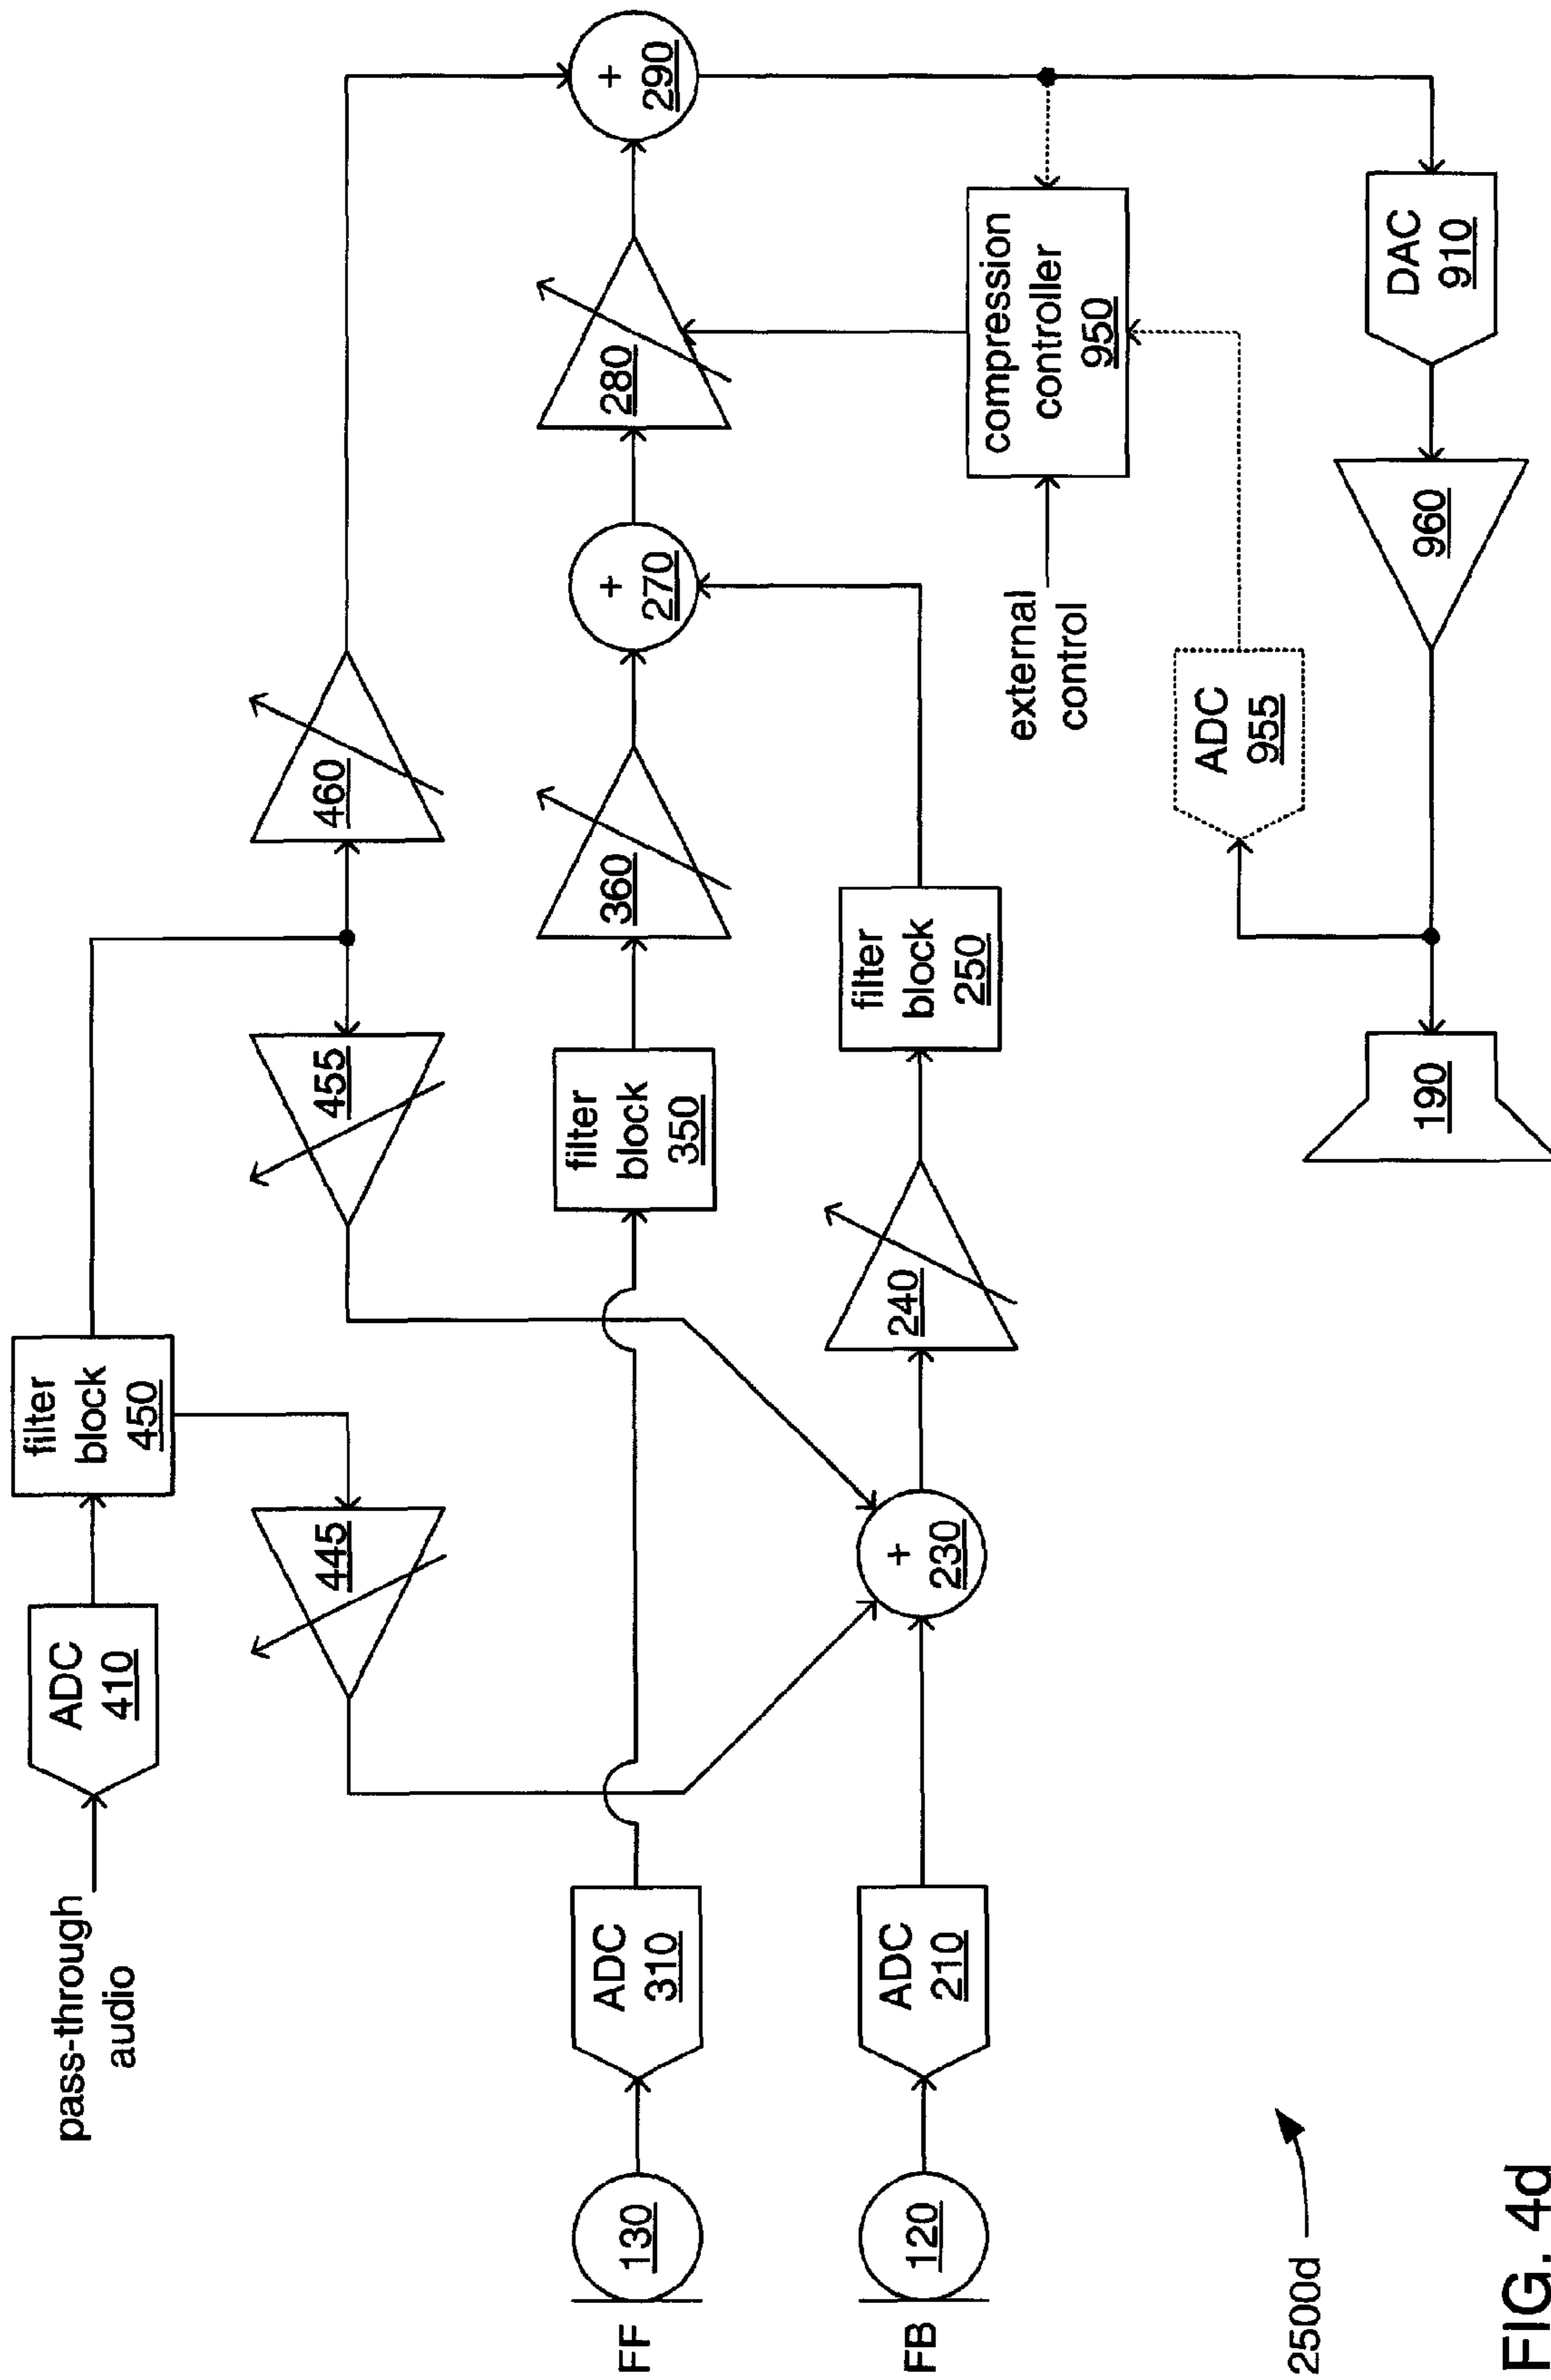 pass-through
audio
ADC
410
filter
block
450
445
455
460
FF
130
ADC
310
filter
block
350
360
+
270
280
+
290
FB
120
ADC
210
+
230
240
filter
block
250
external
control
compression
controller
950
ADC
955
190
960
DAC
910
2500d
FIG. 4d